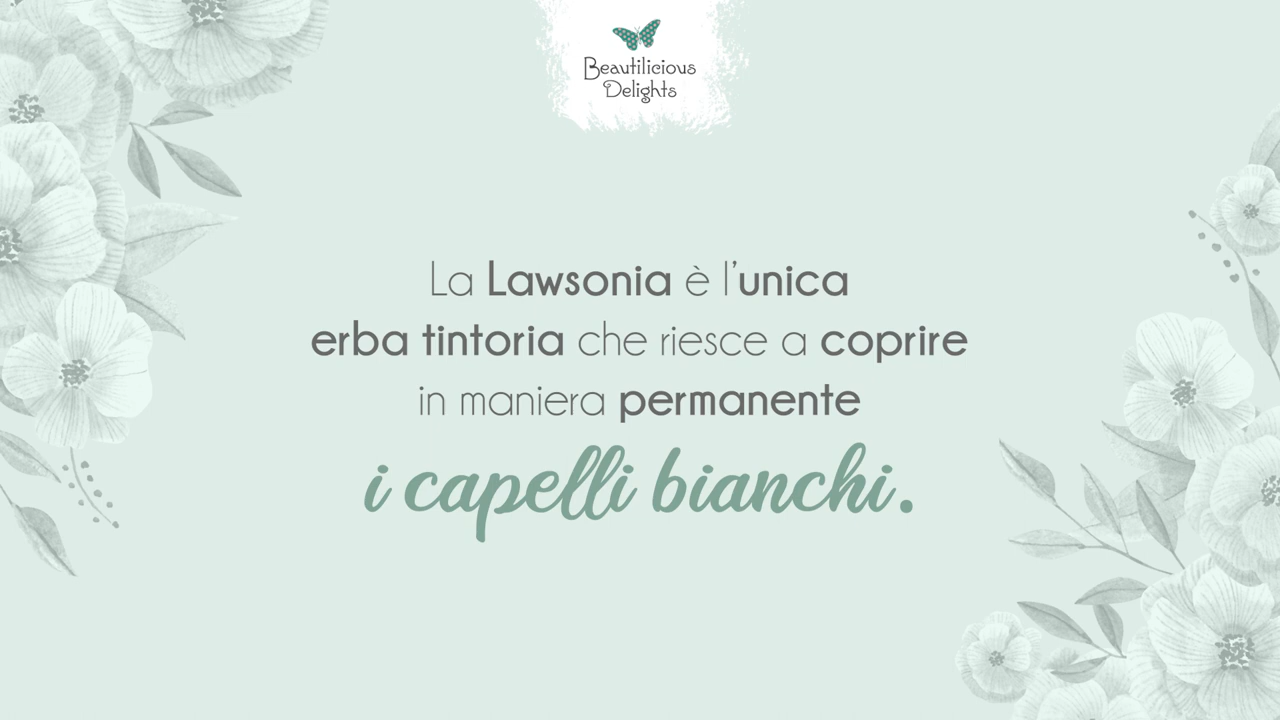 Beautilicious
Delights
La Lawsonia è l’unica
erba tintoria che riesce a coprire
in maniera permanente
i capelli bianchi.